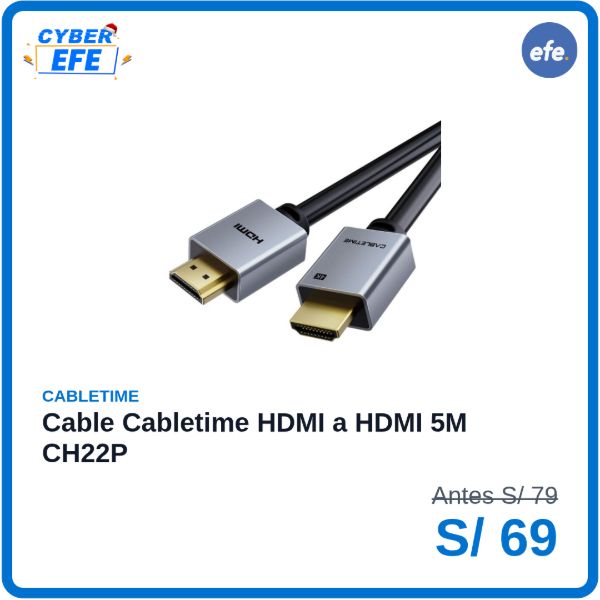 CYBER
EFE
efe.
HDMI
CABLETIME
CABLETIME
Cable Cabletime HDMI a HDMI 5M
CH22P
Antes S/ 79
S/ 69